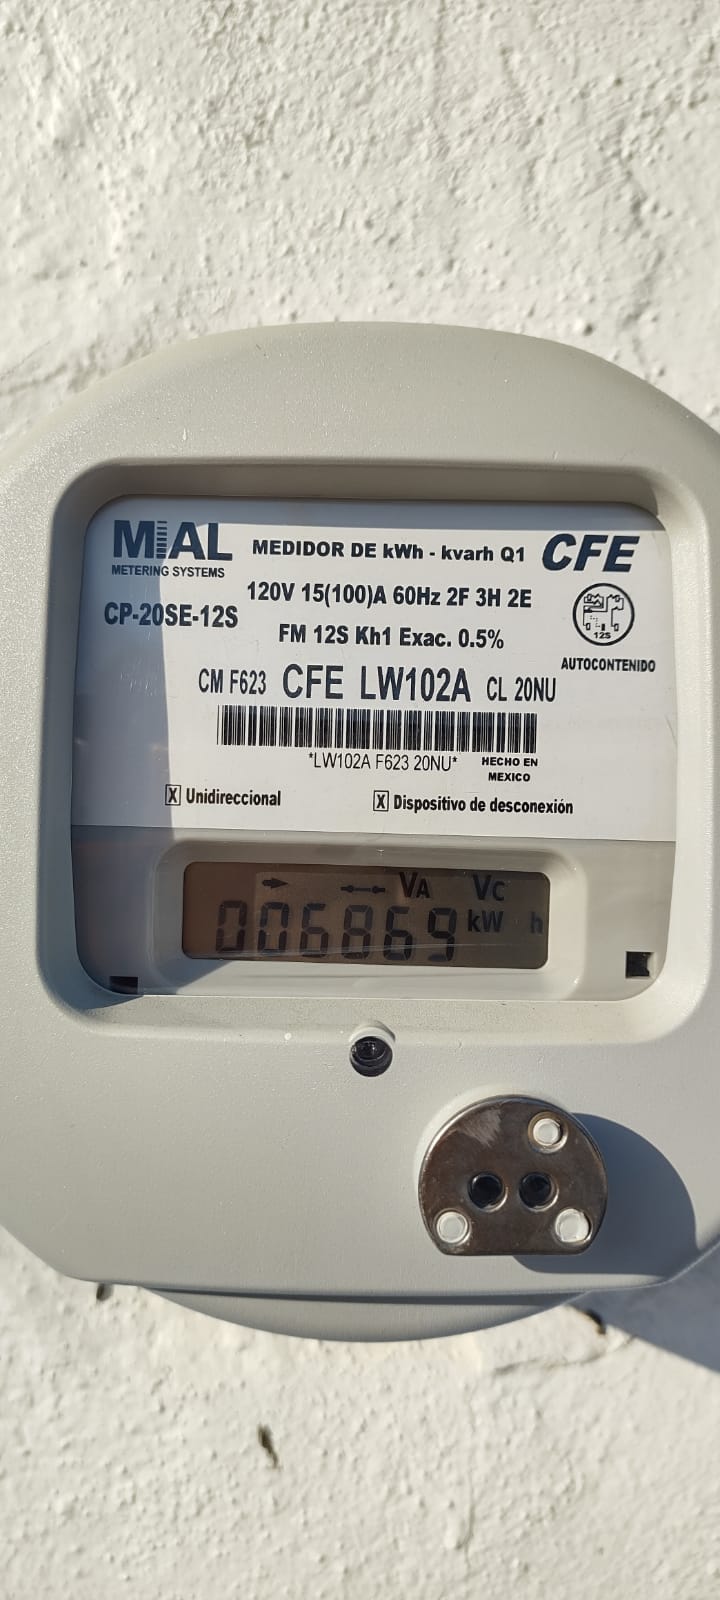 MIAL
METERING SYSTEMS
MEDIDOR DE kWh - kvarh Q1
CFE
120V 15(100)A 60Hz 2F 3H 2E
CP-20SE-12S
FM 12S Kh1 Exac. 0.5%
12S
AUTOCONTENIDO
CM F623 CFE LW102A CL 20NU
*LW102A F623 20NU*
HECHO EN
MEXICO
X Unidireccional
X Dispositivo de desconexión
VA VC
006869 kW h